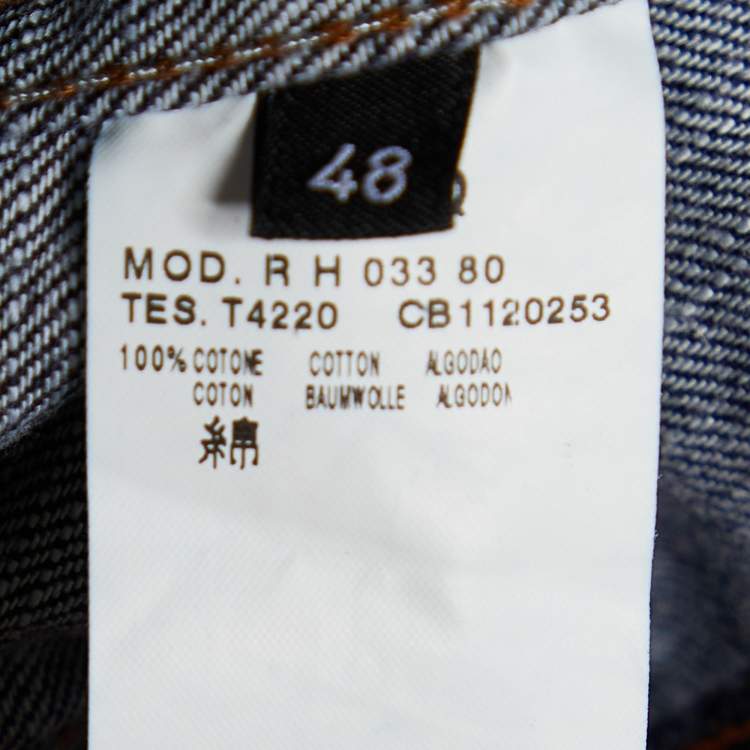 48
MOD. R H 033 80
TES. T4220 CB1120253
100% COTONE COTTON ALGODAO
COTON BAUMWOLLE ALGODON
綿